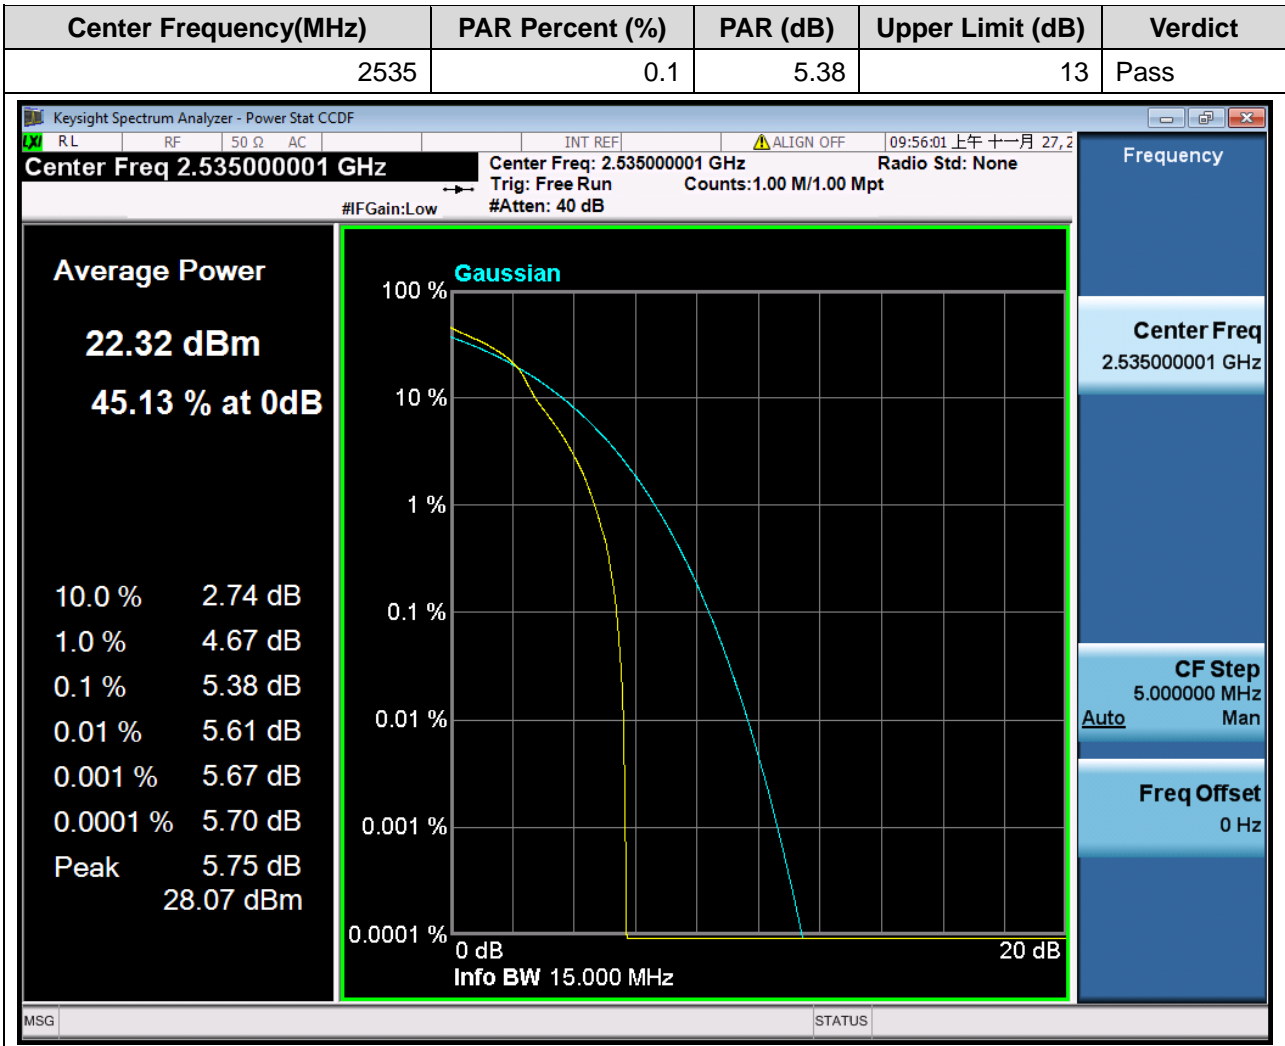 Center Frequency(MHz) PAR Percent (%) PAR (dB) Upper Limit (dB) Verdict
2535 0.1 5.38 13 Pass
Keysight Spectrum Analyzer - Power Stat CCDF
LXI RL RF 50 Ω AC INT REF ALIGN OFF 09:56:01 上午 十一月 27, 2
Center Freq 2.535000001 GHz
Center Freq: 2.535000001 GHz Radio Std: None
Trig: Free Run Counts:1.00 M/1.00 Mpt
#IFGain:Low #Atten: 40 dB
Average Power
22.32 dBm
45.13 % at 0dB
10.0 % 2.74 dB
1.0 % 4.67 dB
0.1 % 5.38 dB
0.01 % 5.61 dB
0.001 % 5.67 dB
0.0001 % 5.70 dB
Peak 5.75 dB
28.07 dBm
Gaussian
100 %
10 %
1 %
0.1 %
0.01 %
0.001 %
0.0001 %
0 dB 20 dB
Info BW 15.000 MHz
Frequency
Center Freq
2.535000001 GHz
CF Step
5.000000 MHz
Auto Man
Freq Offset
0 Hz
MSG STATUS